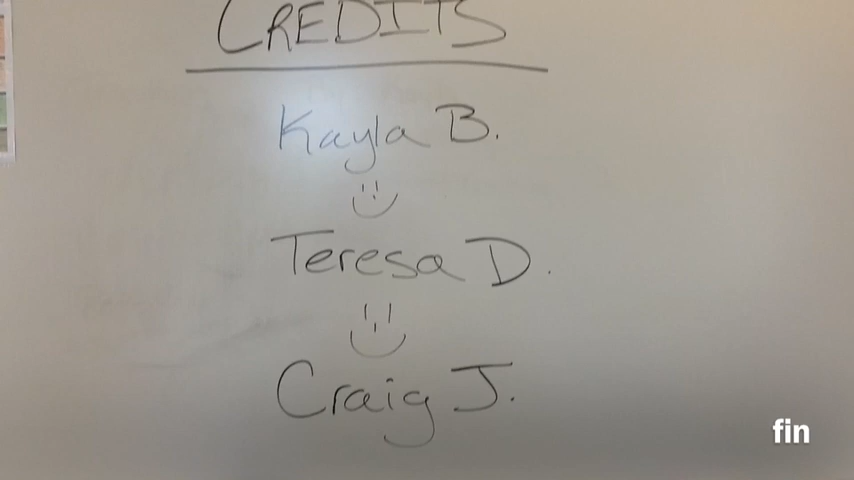 CREDITS
Kayla B.
Teresa D.
Craig J.
fin